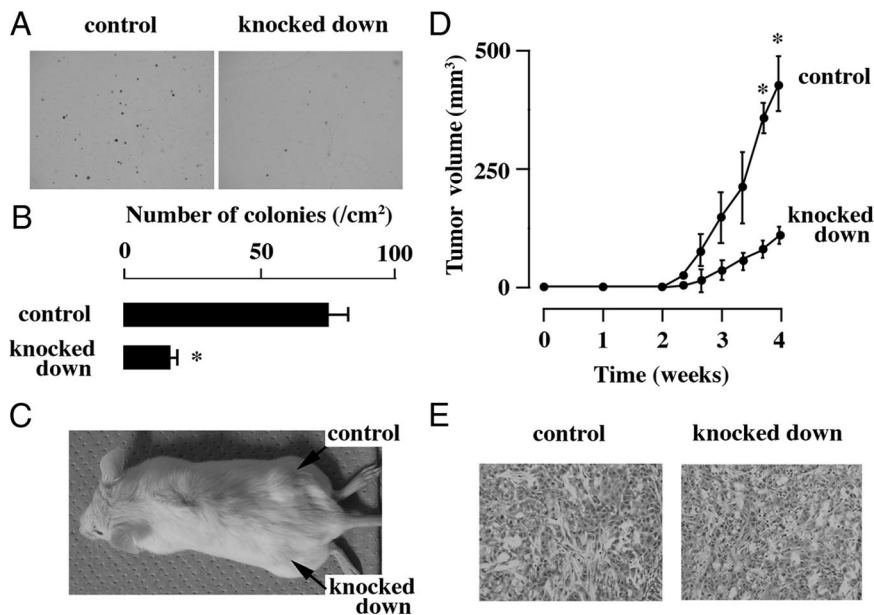 A
control
knocked down
B
Number of colonies (/cm²)
0 50 100
control
knocked
down
*
C
control
knocked
down
D
Tumor volume (mm³)
500
250
0
*
*
control
knocked
down
0 1 2 3 4
Time (weeks)
E
control
knocked down